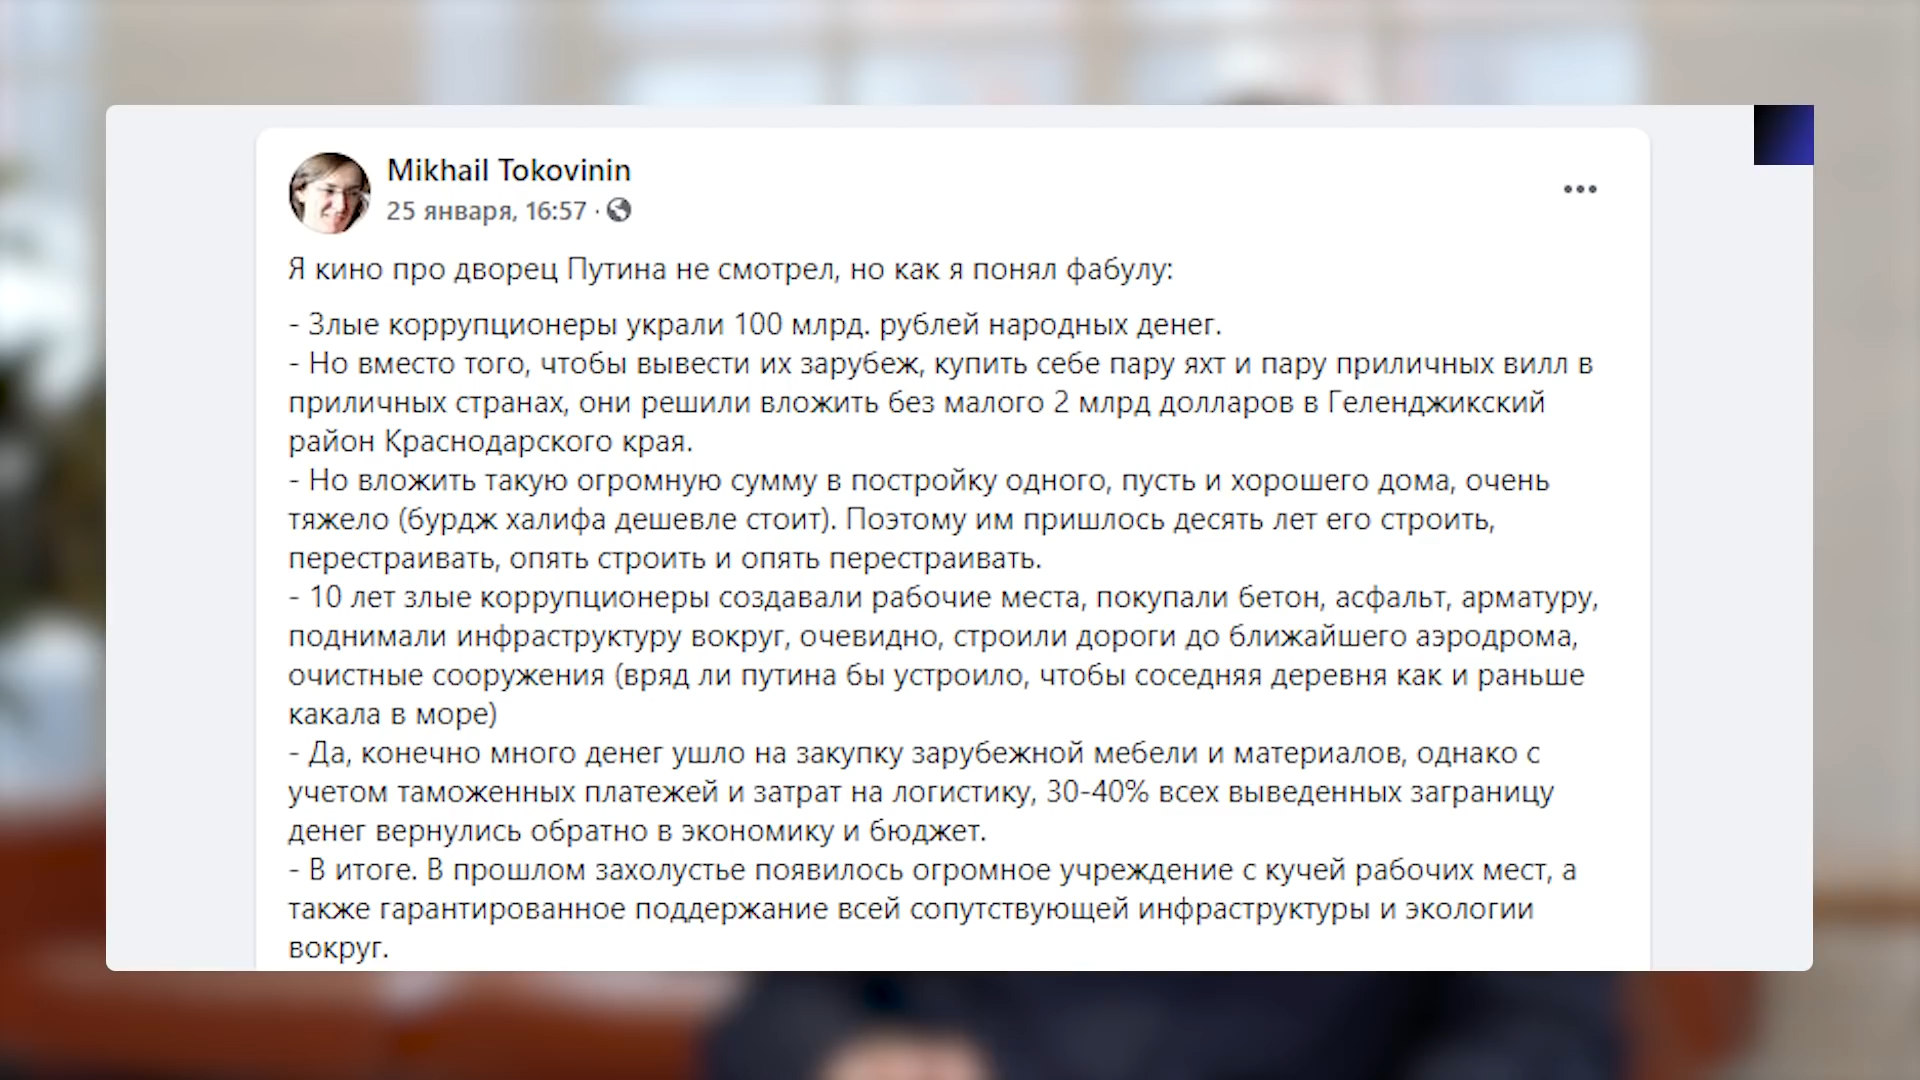 Mikhail Tokovinin
25 января, 16:57 ·
Я кино про дворец Путина не смотрел, но как я понял фабулу:
- Злые коррупционеры украли 100 млрд. рублей народных денег.
- Но вместо того, чтобы вывести их зарубеж, купить себе пару яхт и пару приличных вилл в
приличных странах, они решили вложить без малого 2 млрд долларов в Геленджикский
район Краснодарского края.
- Но вложить такую огромную сумму в постройку одного, пусть и хорошего дома, очень
тяжело (бурдж халифа дешевле стоит). Поэтому им пришлось десять лет его строить,
перестраивать, опять строить и опять перестраивать.
- 10 лет злые коррупционеры создавали рабочие места, покупали бетон, асфальт, арматуру,
поднимали инфраструктуру вокруг, очевидно, строили дороги до ближайшего аэродрома,
очистные сооружения (вряд ли путина бы устроило, чтобы соседняя деревня как и раньше
какала в море)
- Да, конечно много денег ушло на закупку зарубежной мебели и материалов, однако с
учетом таможенных платежей и затрат на логистику, 30-40% всех выведенных заграницу
денег вернулись обратно в экономику и бюджет.
- В итоге. В прошлом захолустье появилось огромное учреждение с кучей рабочих мест, а
также гарантированное поддержание всей сопутствующей инфраструктуры и экологии
вокруг.